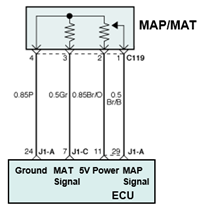 MAP/MAT
4 3 2 1 C119
0.85P 0.5Gr 0.85Br/O 0.5
Br/B
24 J1-A 7 J1-C 11 29 J1-A
Ground MAT 5V Power MAP
Signal Signal
ECU